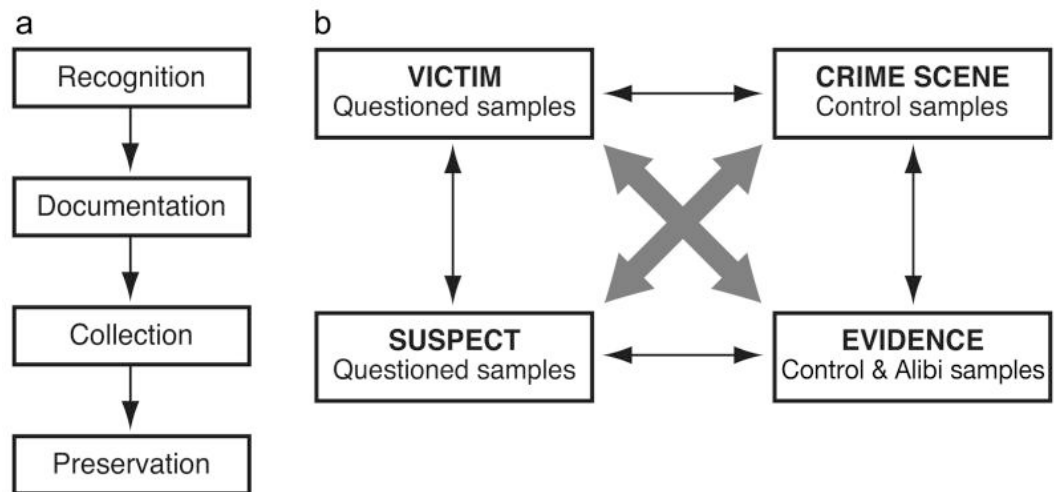 a
Recognition
Documentation
Collection
Preservation
b
VICTIM
Questioned samples
CRIME SCENE
Control samples
SUSPECT
Questioned samples
EVIDENCE
Control & Alibi samples